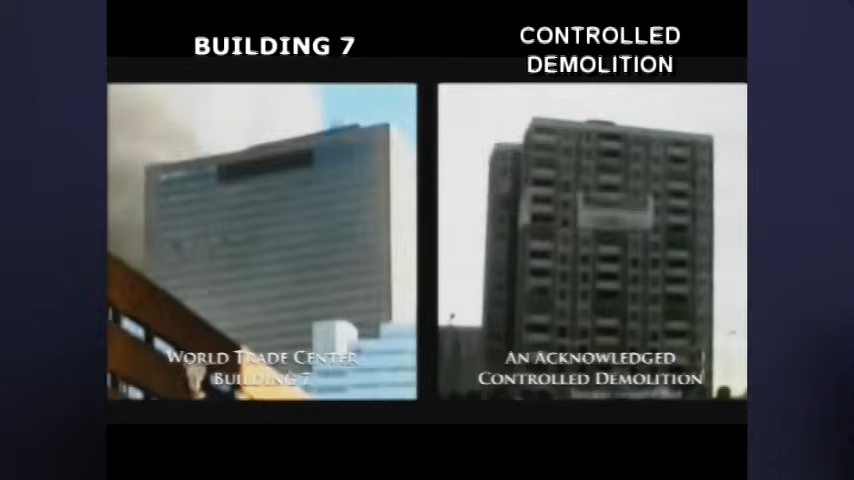 BUILDING 7
CONTROLLED
DEMOLITION
WORLD TRADE CENTER
BUILDING 7
AN ACKNOWLEDGED
CONTROLLED DEMOLITION